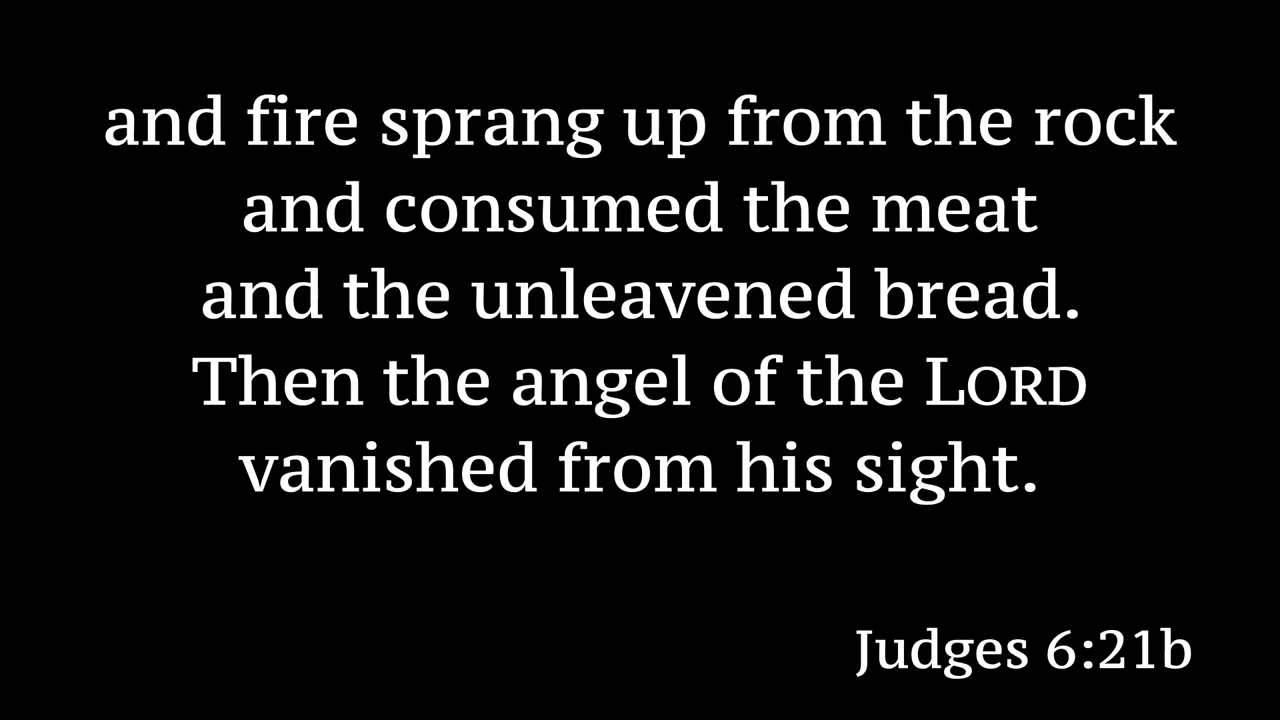 and fire sprang up from the rock
and consumed the meat
and the unleavened bread.
Then the angel of the LORD
vanished from his sight.
Judges 6:21b